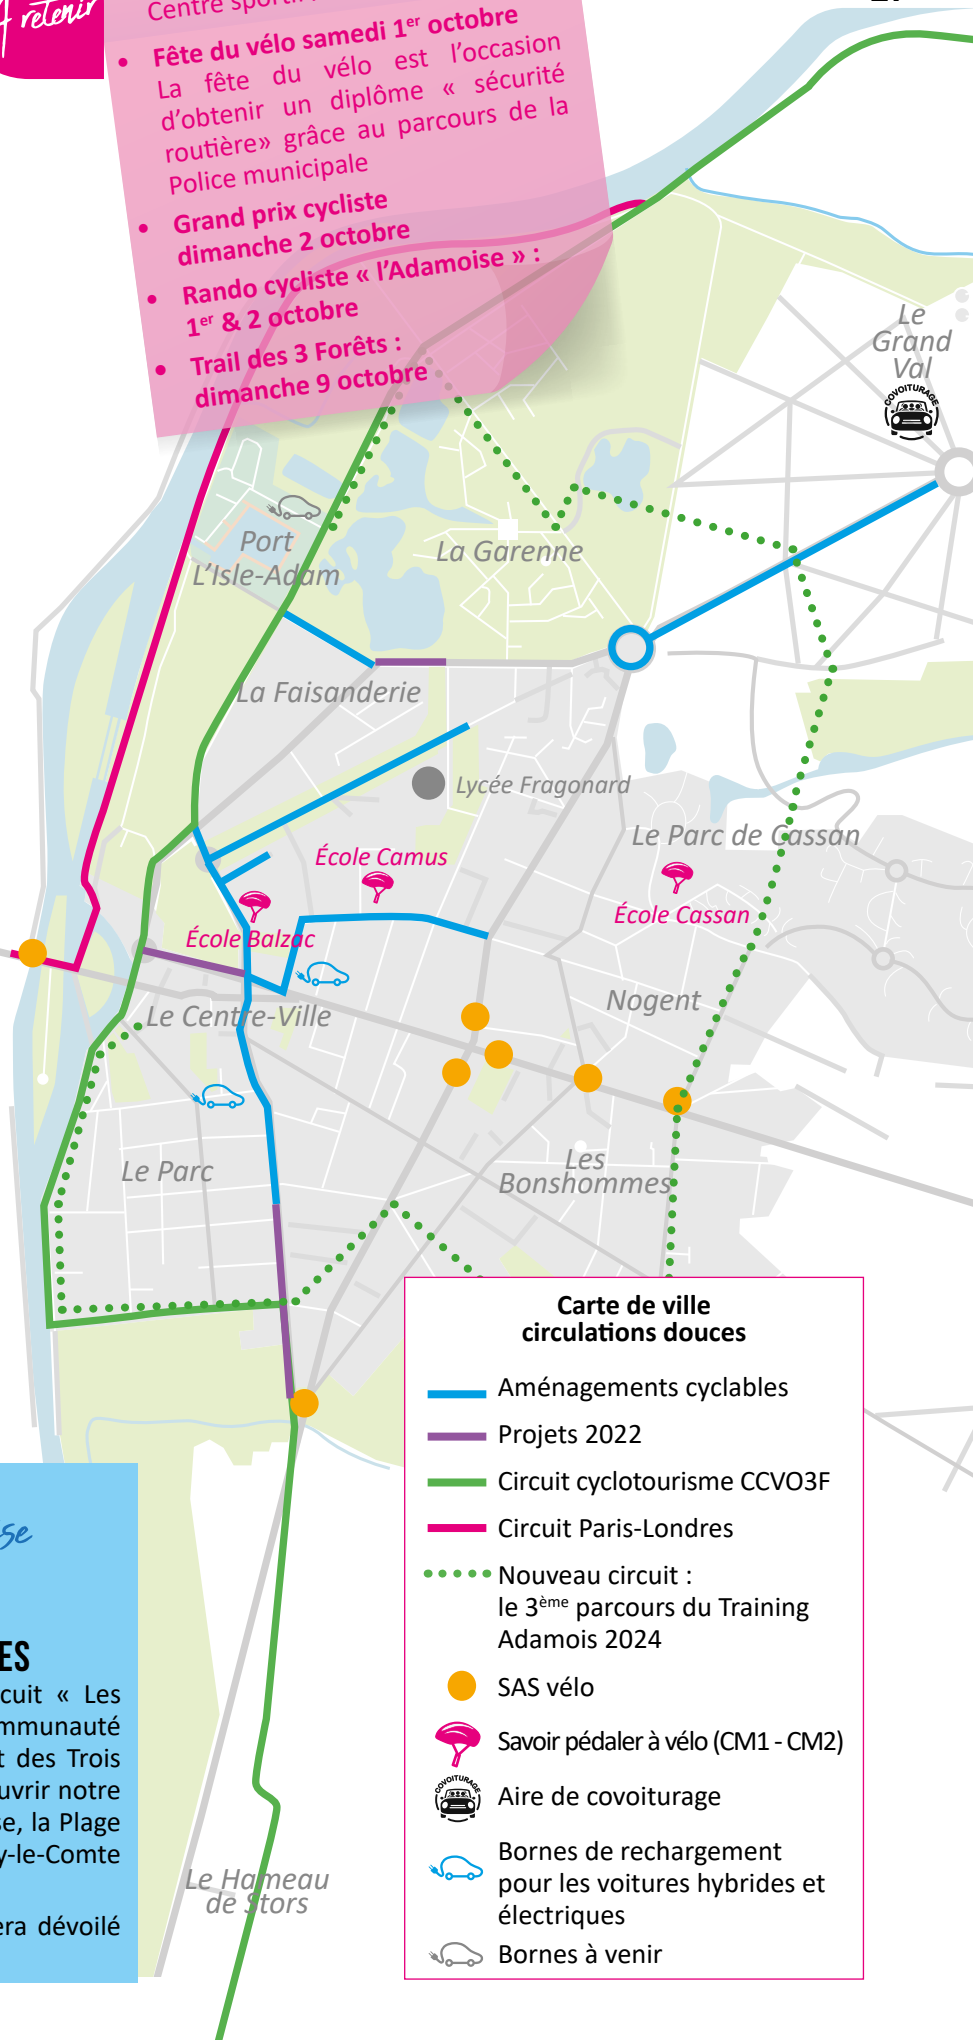 À retenir
Centre sportif
• Fête du vélo samedi 1er octobre
La fête du vélo est l’occasion
d’obtenir un diplôme « sécurité
routière» grâce au parcours de la
Police municipale
• Grand prix cycliste
dimanche 2 octobre
• Rando cycliste « l’Adamoise » :
1er & 2 octobre
• Trail des 3 Forêts :
dimanche 9 octobre
Le
Grand
Val
COVOITURAGE
Port
L’Isle-Adam
La Garenne
La Faisanderie
Lycée Fragonard
Le Parc de Cassan
École Camus
École Cassan
École Balzac
Nogent
Le Centre-Ville
Le Parc
Les
Bonshommes
Carte de ville
circulations douces
Aménagements cyclables
Projets 2022
Circuit cyclotourisme CCVO3F
Circuit Paris-Londres
Nouveau circuit :
le 3ème parcours du Training
Adamois 2024
SAS vélo
Savoir pédaler à vélo (CM1 - CM2)
COVOITURAGE
Aire de covoiturage
Bornes de rechargement
pour les voitures hybrides et
électriques
Bornes à venir
se
ES
cuit « Les
mmunauté
t des Trois
uvrir notre
se, la Plage
y-le-Comte
era dévoilé
Le Hameau
de Stors